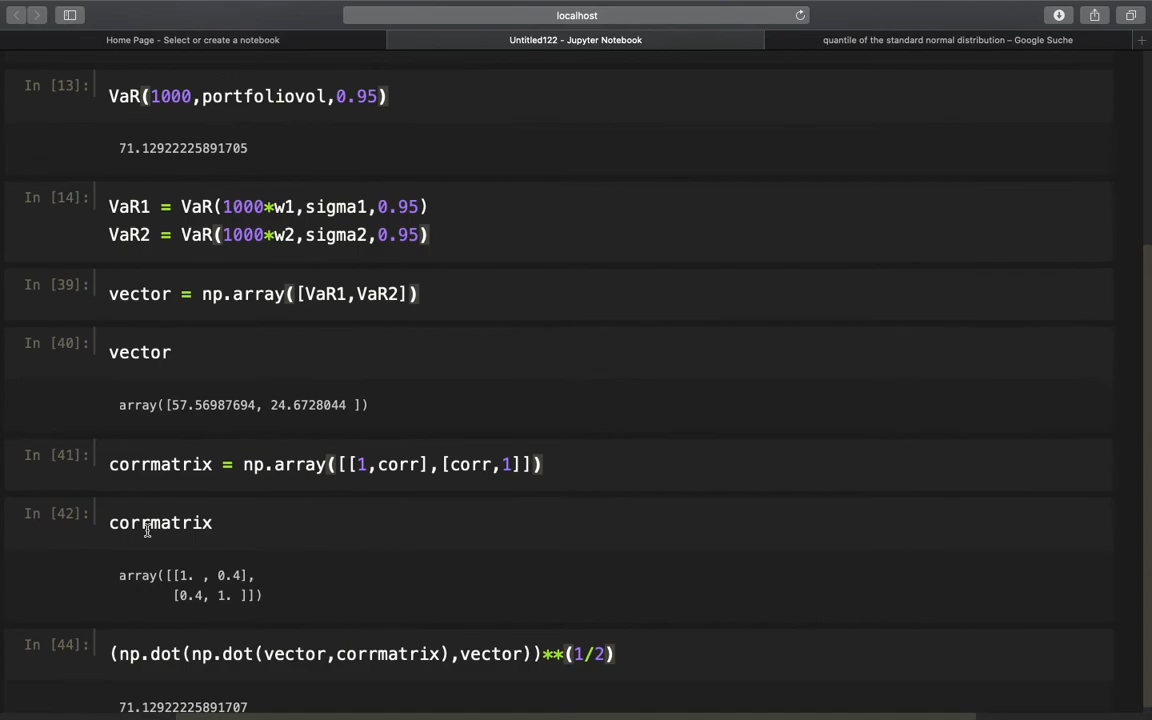 localhost
Home Page - Select or create a notebook
Untitled122 - Jupyter Notebook
quantile of the standard normal distribution – Google Suche
In [13]:
VaR(1000,portfoliovol,0.95)
71.12922225891705
In [14]:
VaR1 = VaR(1000*w1,sigma1,0.95)
VaR2 = VaR(1000*w2,sigma2,0.95)
In [39]:
vector = np.array([VaR1,VaR2])
In [40]:
vector
array([57.56987694, 24.6728044 ])
In [41]:
corrmatrix = np.array([[1,corr],[corr,1]])
In [42]:
corrmatrix
array([[1. , 0.4],
[0.4, 1. ]])
In [44]:
(np.dot(np.dot(vector,corrmatrix),vector))**(1/2)
71.12922225891707